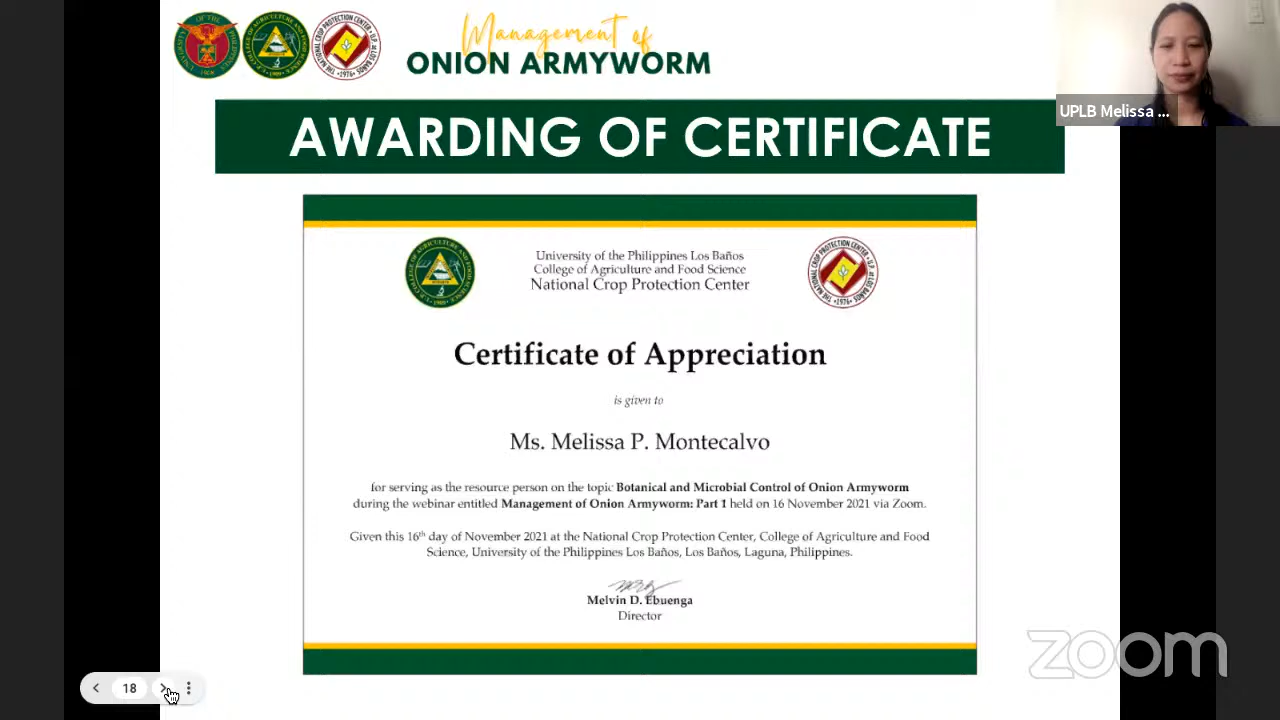 Management of
ONION ARMYWORM
UPLB Melissa ...
AWARDING OF CERTIFICATE
University of the Philippines Los Baños
College of Agriculture and Food Science
National Crop Protection Center
Certificate of Appreciation
is given to
Ms. Melissa P. Montecalvo
for serving as the resource person on the topic Botanical and Microbial Control of Onion Armyworm
during the webinar entitled Management of Onion Armyworm: Part 1 held on 16 November 2021 via Zoom.
Given this 16th day of November 2021 at the National Crop Protection Center, College of Agriculture and Food
Science, University of the Philippines Los Baños, Los Baños, Laguna, Philippines.
Melvin D. Ebuenga
Director
zoom
18